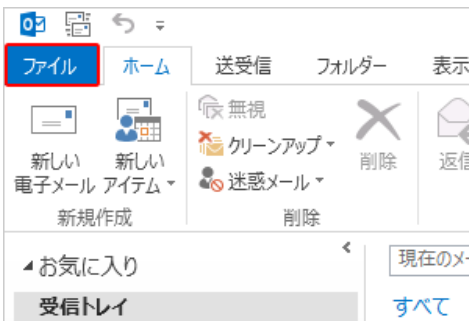 ファイル ホーム 送受信 フォルダー 表示
新しい
電子メール
新しい
アイテム
無視
クリーンアップ
迷惑メール
削除
返信
新規作成 削除
お気に入り
現在のメ
受信トレイ
すべて